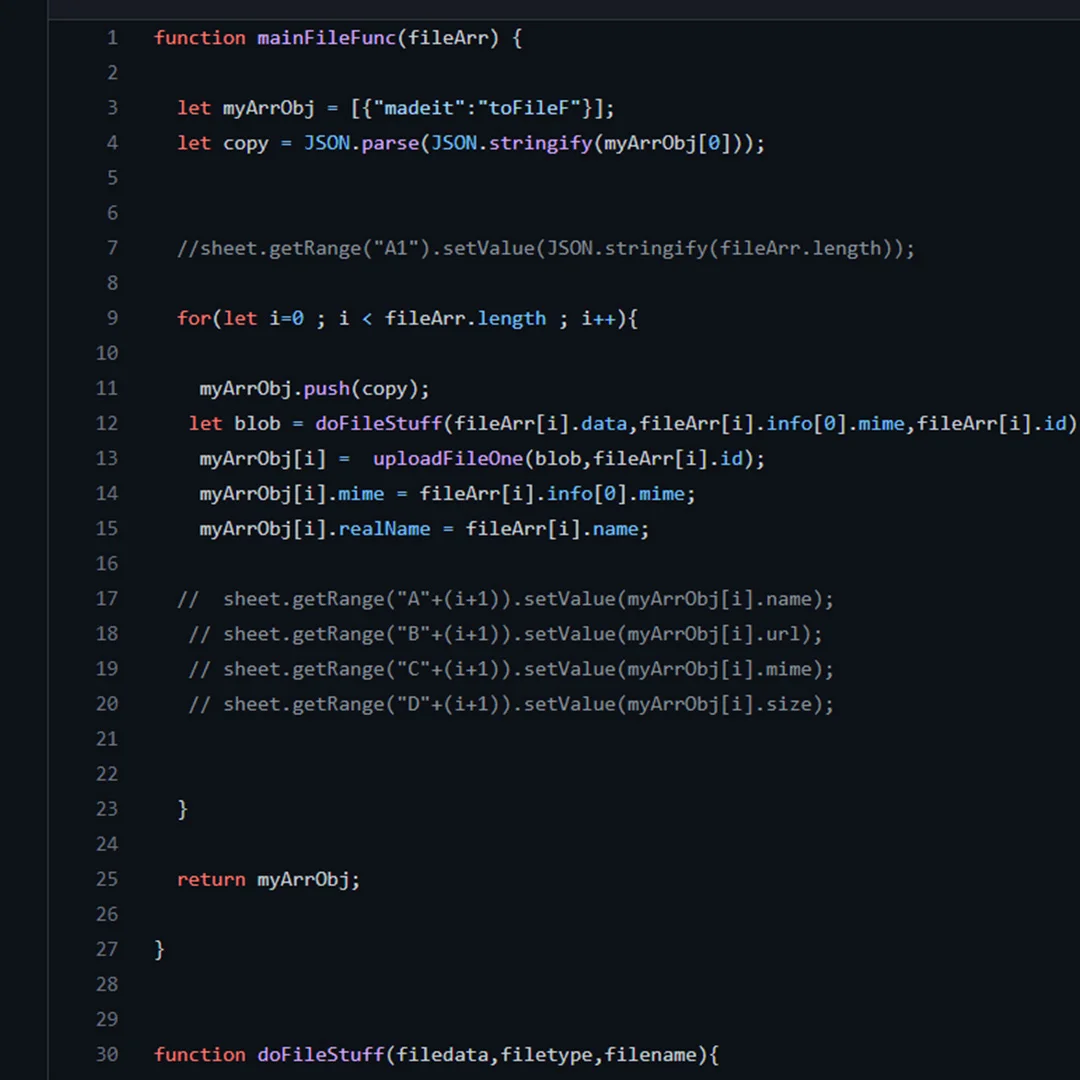 1 function mainFileFunc(fileArr) {
2
3 let myArrObj = [{"madeit":"toFileF"}];
4 let copy = JSON.parse(JSON.stringify(myArrObj[0]));
5
6
7 //sheet.getRange("A1").setValue(JSON.stringify(fileArr.length));
8
9 for(let i=0 ; i < fileArr.length ; i++){
10
11 myArrObj.push(copy);
12 let blob = doFileStuff(fileArr[i].data,fileArr[i].info[0].mime,fileArr[i].id)
13 myArrObj[i] =  uploadFileOne(blob,fileArr[i].id);
14 myArrObj[i].mime = fileArr[i].info[0].mime;
15 myArrObj[i].realName = fileArr[i].name;
16
17 //  sheet.getRange("A"+(i+1)).setValue(myArrObj[i].name);
18 // sheet.getRange("B"+(i+1)).setValue(myArrObj[i].url);
19 // sheet.getRange("C"+(i+1)).setValue(myArrObj[i].mime);
20 // sheet.getRange("D"+(i+1)).setValue(myArrObj[i].size);
21
22
23 }
24
25 return myArrObj;
26
27 }
28
29
30 function doFileStuff(filedata,filetype,filename){